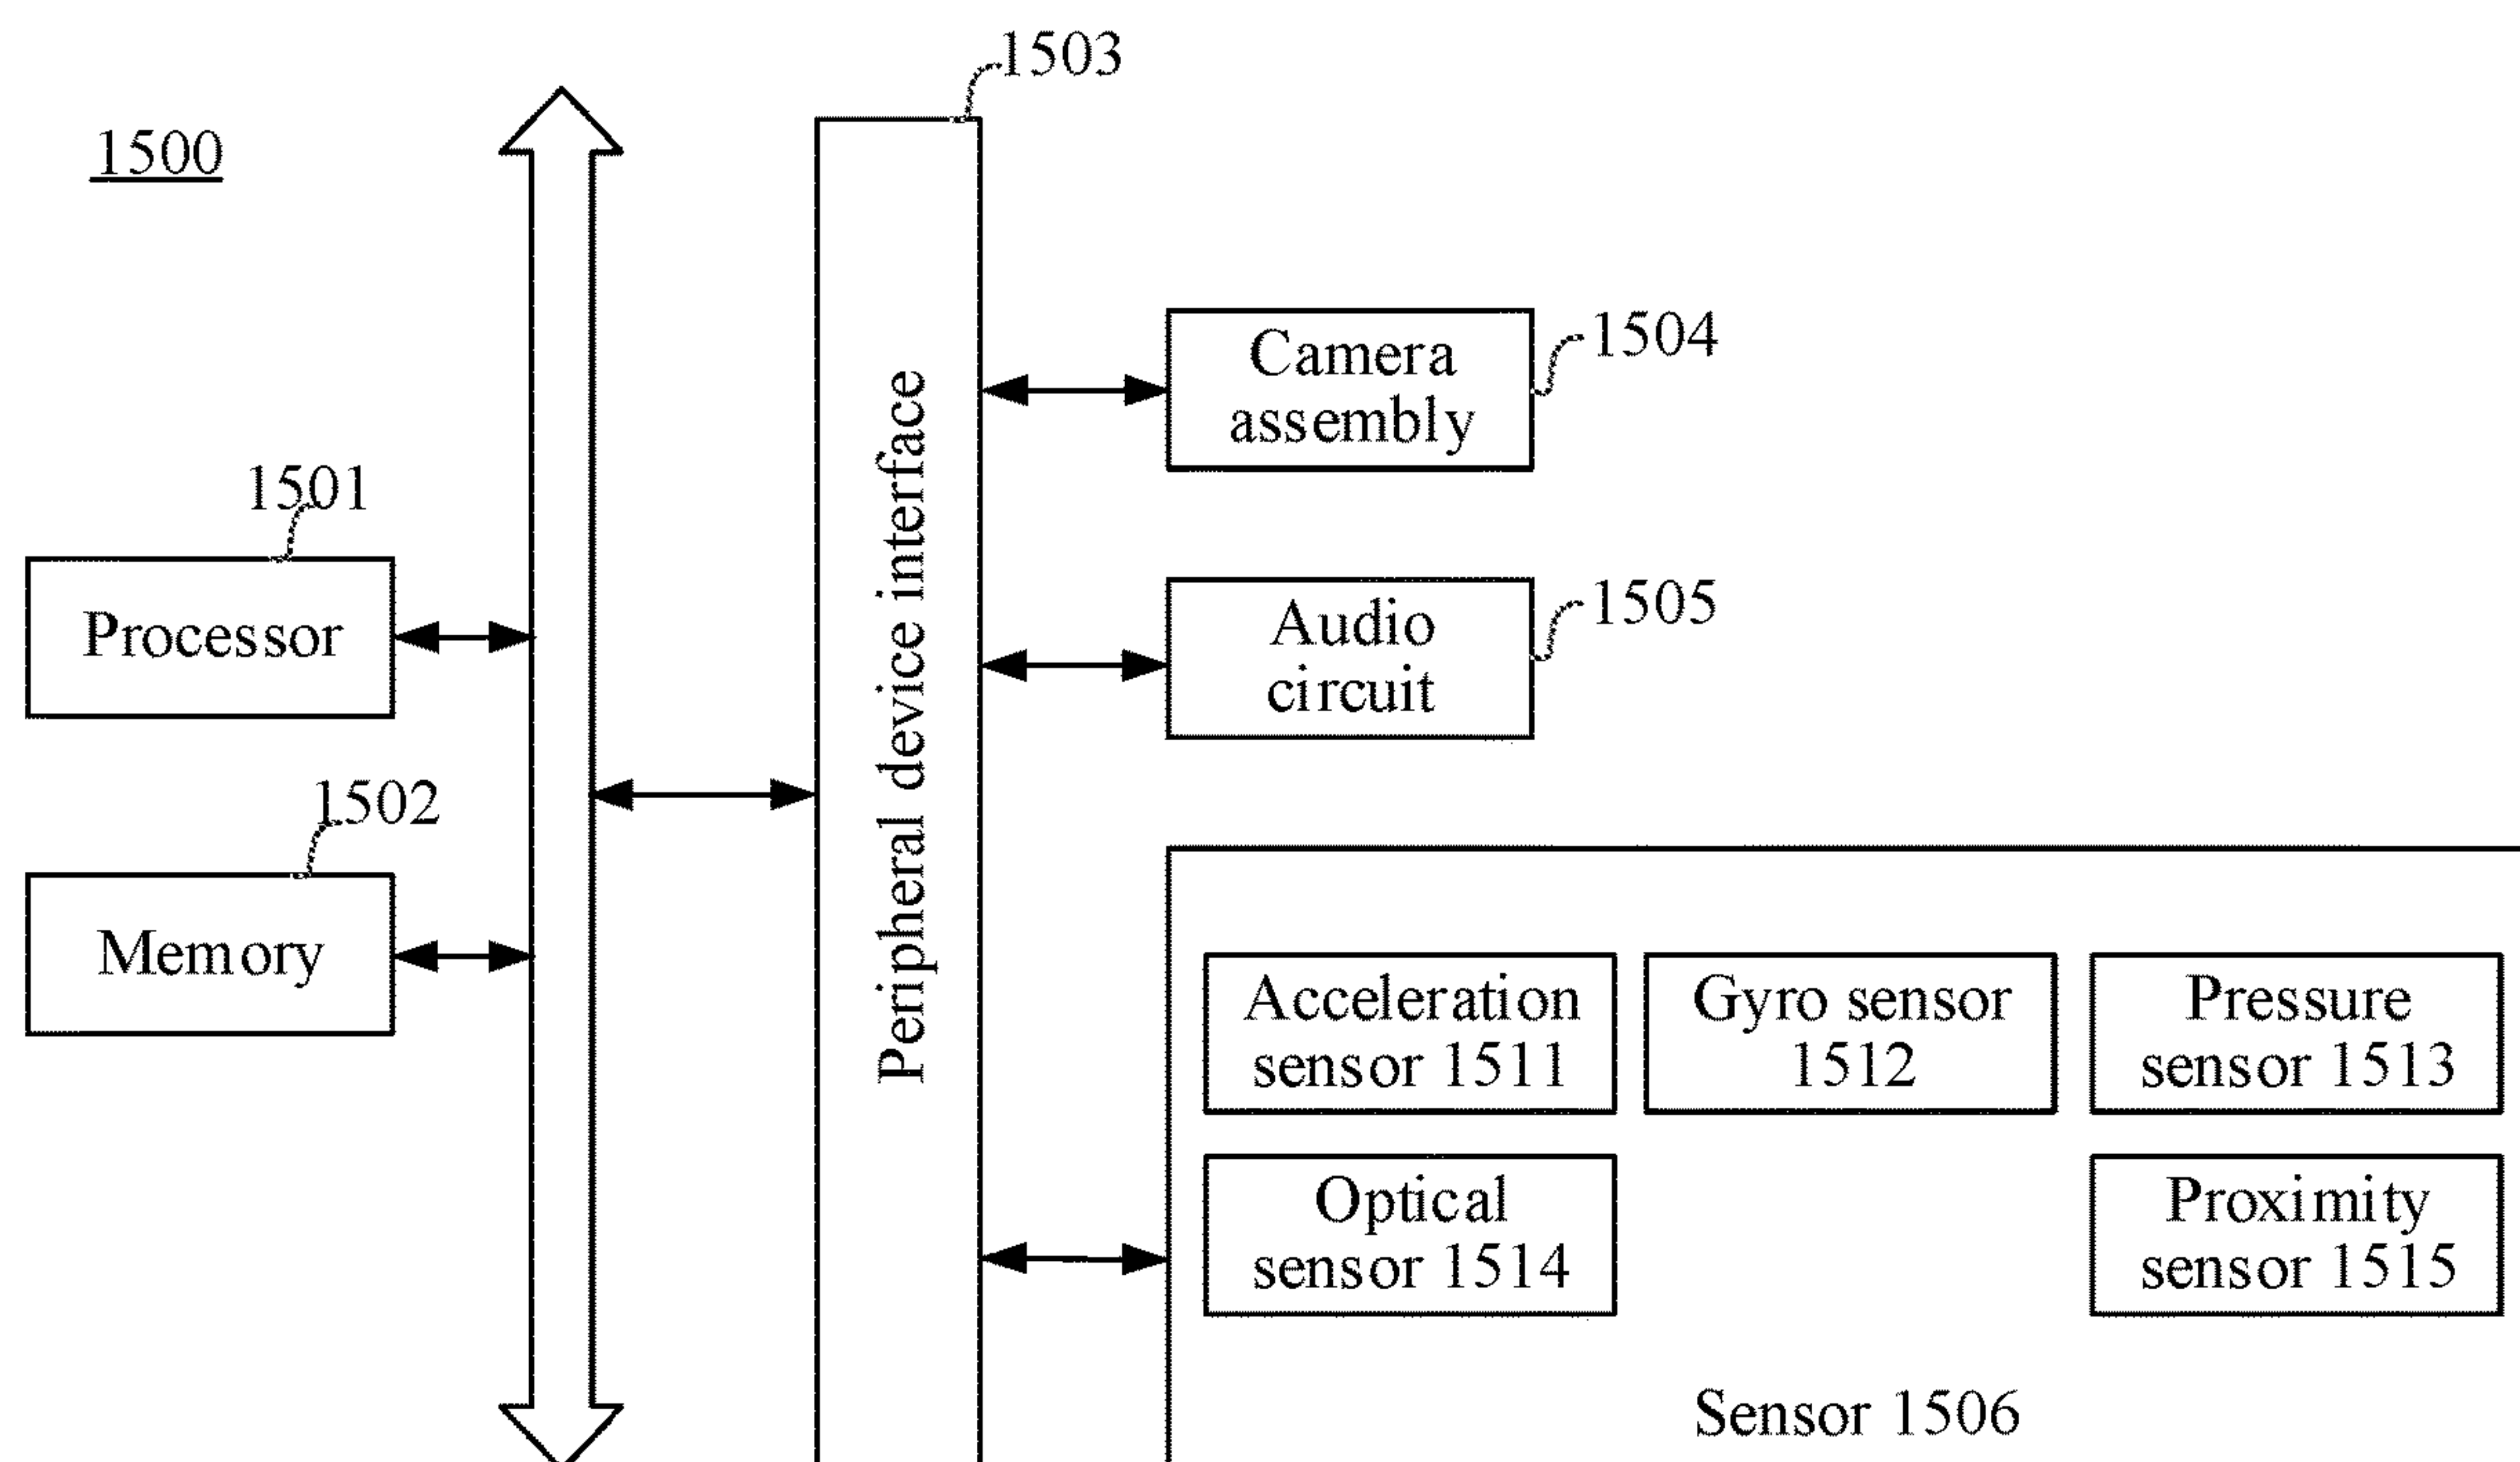 1503
1500
1504
Camera
assembly
1501
Processor
Peripheral device interface
1505
Audio
circuit
1502
Memory
Acceleration
sensor 1511
Gyro sensor
1512
Pressure
sensor 1513
Optical
sensor 1514
Proximity
sensor 1515
Sensor 1506